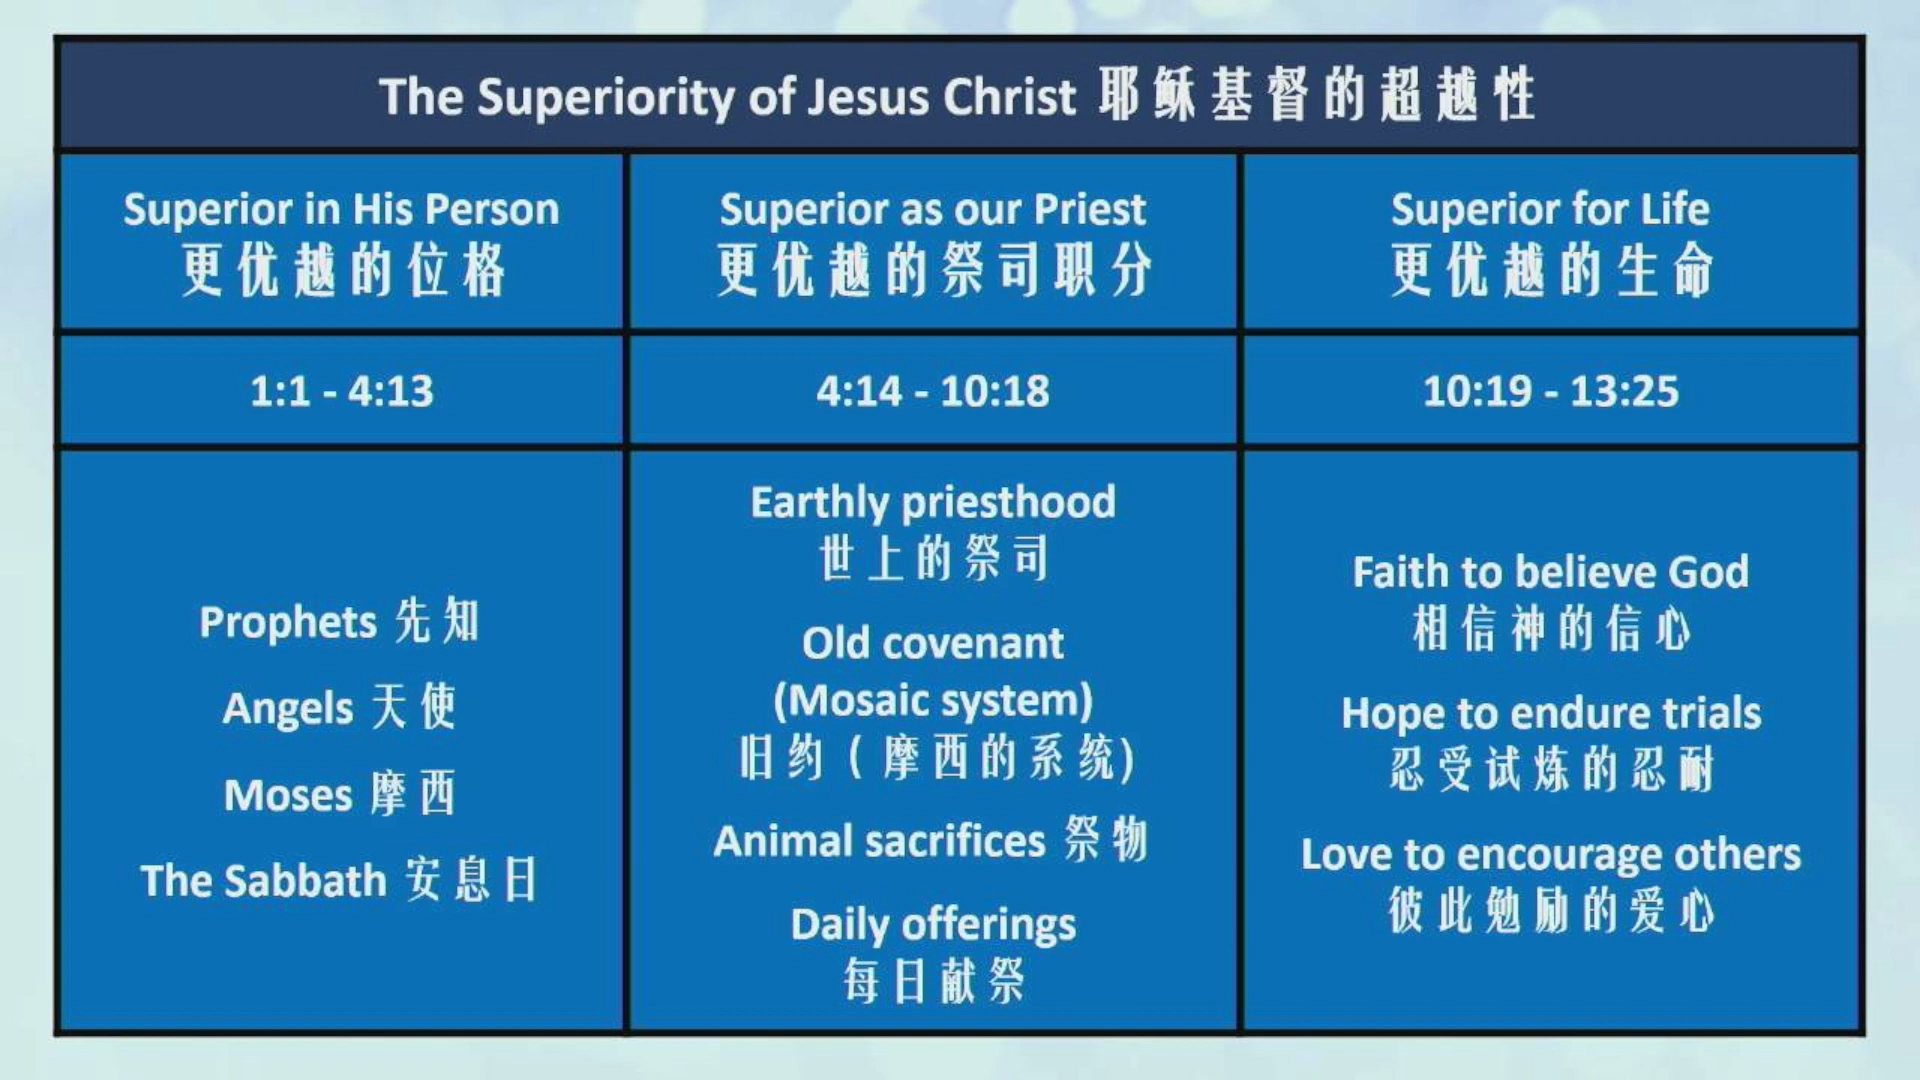 The Superiority of Jesus Christ 耶稣基督的超越性
Superior in His Person
更优越的位格
Superior as our Priest
更优越的祭司职分
Superior for Life
更优越的生命
1:1 - 4:13
4:14 - 10:18
10:19 - 13:25
Prophets 先知
Angels 天使
Moses 摩西
The Sabbath 安息日
Earthly priesthood
世上的祭司
Old covenant
(Mosaic system)
旧约(摩西的系统)
Animal sacrifices 祭物
Daily offerings
每日献祭
Faith to believe God
相信神的信心
Hope to endure trials
忍受试炼的忍耐
Love to encourage others
彼此勉励的爱心